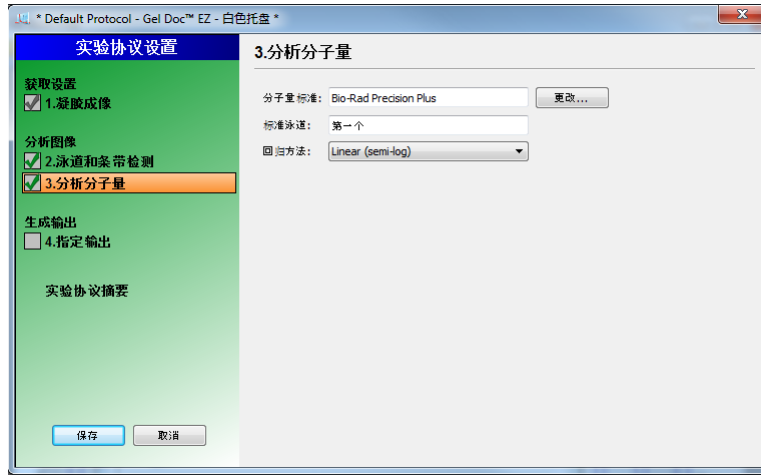 * Default Protocol - Gel Doc™ EZ - 白色托盘 *
实验协议设置
获取设置
1.凝胶成像
分析图像
2.泳道和条带检测
3.分析分子量
生成输出
4.指定输出
实验协议摘要
保存 取消
3.分析分子量
分子量标准: Bio-Rad Precision Plus 更改...
标准泳道: 第一个
回归方法: Linear (semi-log)